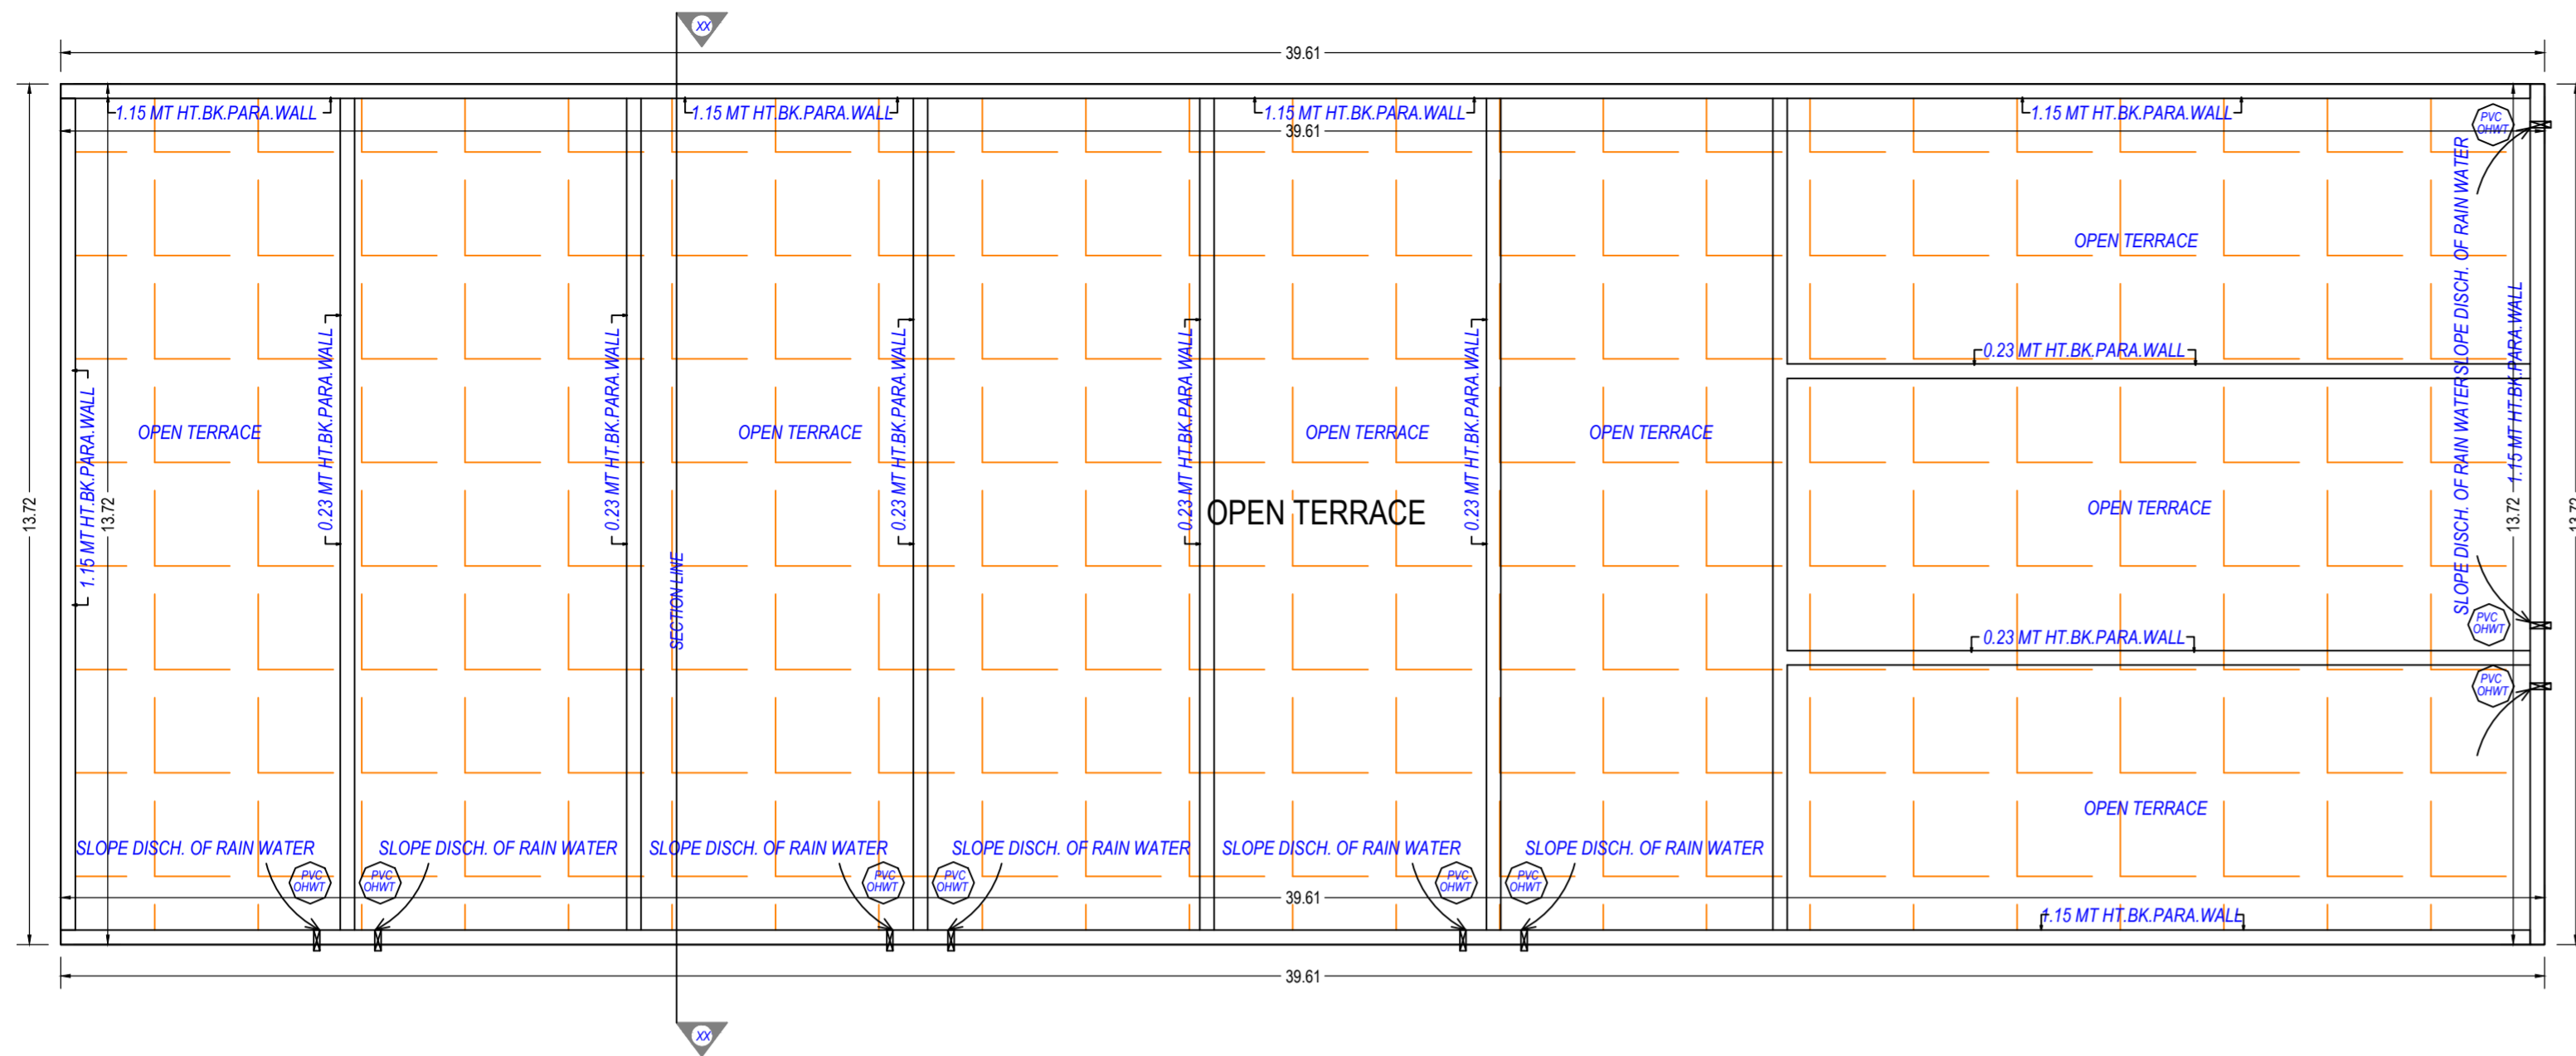 XX
39.61
1.15 MT HT.BK.PARA.WALL
1.15 MT HT.BK.PARA.WALL
1.15 MT HT.BK.PARA.WALL
1.15 MT HT.BK.PARA.WALL
39.61
PVC
OHWT
SLOPE DISCH. OF RAIN WATER
OPEN TERRACE
1.15 MT HT.BK.PARA.WALL
0.23 MT HT.BK.PARA.WALL
0.23 MT HT.BK.PARA.WALL
0.23 MT HT.BK.PARA.WALL
0.23 MT HT.BK.PARA.WALL
0.23 MT HT.BK.PARA.WALL
0.23 MT HT.BK.PARA.WALL
1.15 MT HT.BK.PARA.WALL
OPEN TERRACE
OPEN TERRACE
OPEN TERRACE
OPEN TERRACE
SLOPE DISCH. OF RAIN WATER
13.72
13.72
OPEN TERRACE
OPEN TERRACE
13.72
13.72
SECTION LINE
PVC
OHWT
0.23 MT HT.BK.PARA.WALL
PVC
OHWT
OPEN TERRACE
SLOPE DISCH. OF RAIN WATER
SLOPE DISCH. OF RAIN WATER
SLOPE DISCH. OF RAIN WATER
SLOPE DISCH. OF RAIN WATER
SLOPE DISCH. OF RAIN WATER
SLOPE DISCH. OF RAIN WATER
PVC
OHWT
PVC
OHWT
PVC
OHWT
PVC
OHWT
PVC
OHWT
PVC
OHWT
39.61
1.15 MT HT.BK.PARA.WALL
39.61
XX